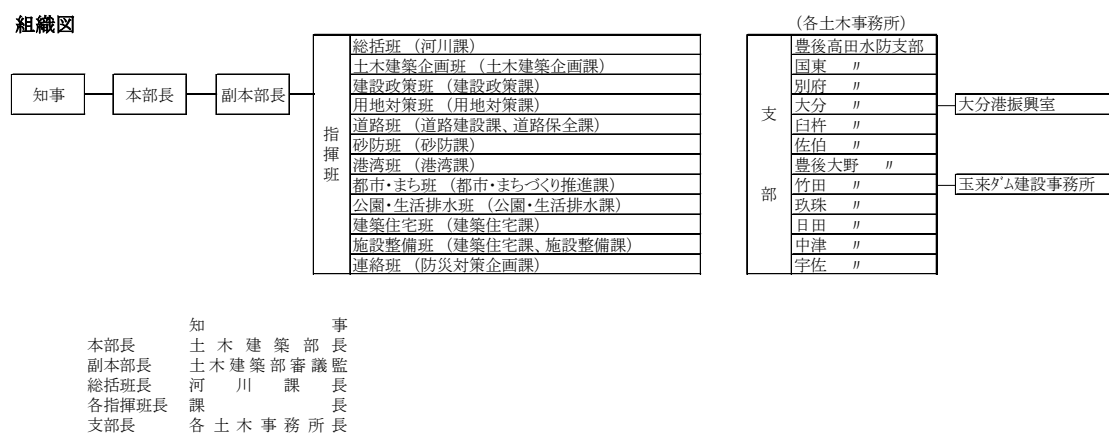 組織図
知事
本部長
副本部長
指揮班
総括班 (河川課)
土木建築企画班 (土木建築企画課)
建設政策班 (建設政策課)
用地対策班 (用地対策課)
道路班 (道路建設課、道路保全課)
砂防班 (砂防課)
港湾班 (港湾課)
都市・まち班 (都市・まちづくり推進課)
公園・生活排水班 (公園・生活排水課)
建築住宅班 (建築住宅課)
施設整備班 (建築住宅課、施設整備課)
連絡班 (防災対策企画課)
(各土木事務所)
支部
豊後高田水防支部
国東 〃
別府 〃
大分 〃
臼杵 〃
佐伯 〃
豊後大野 〃
竹田 〃
玖珠 〃
日田 〃
中津 〃
宇佐 〃
大分港振興室
玉来ダム建設事務所
知事
本部長 土木建築部長
副本部長 土木建築部審議監
総括班長 河川課長
各指揮班長 課長
支部長 各土木事務所長